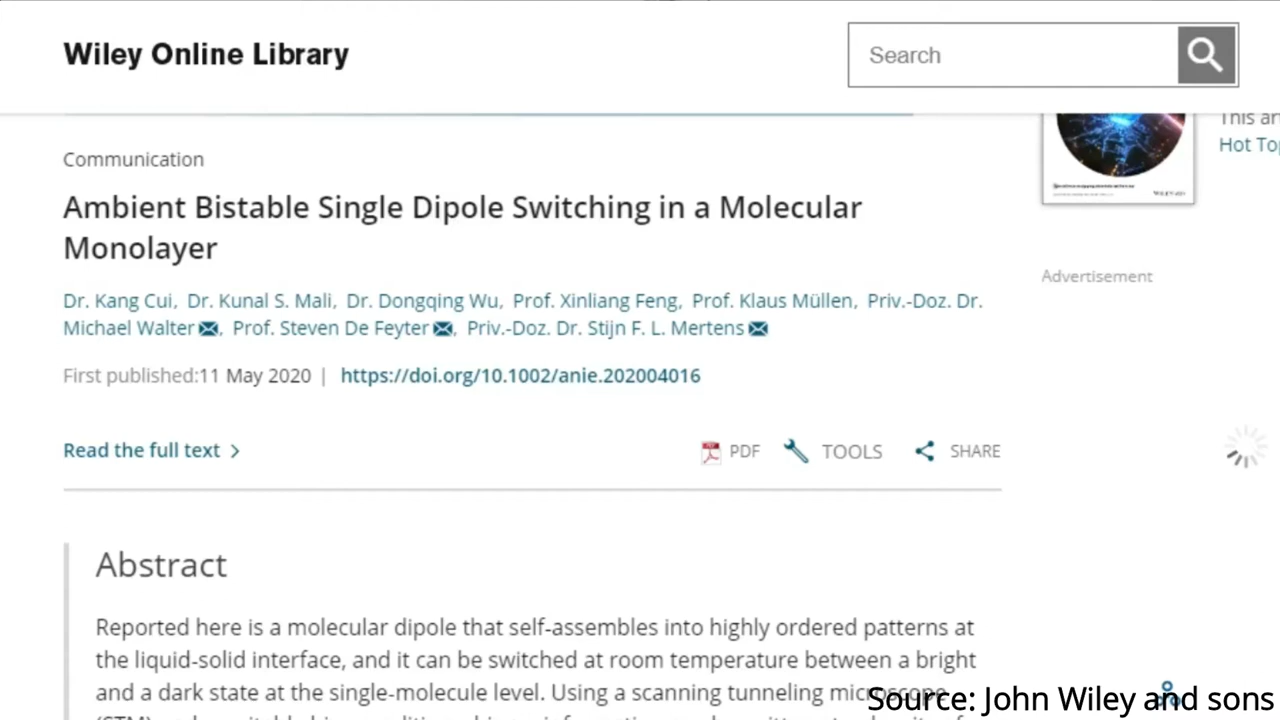 Wiley Online Library
Search
This ar
Hot Top
Communication
Ambient Bistable Single Dipole Switching in a Molecular
Monolayer
Advertisement
Dr. Kang Cui, Dr. Kunal S. Mali, Dr. Dongqing Wu, Prof. Xinliang Feng, Prof. Klaus Müllen, Priv.-Doz. Dr.
Michael Walter, Prof. Steven De Feyter, Priv.-Doz. Dr. Stijn F. L. Mertens
First published:11 May 2020 | https://doi.org/10.1002/anie.202004016
Read the full text
PDF TOOLS SHARE
Abstract
Reported here is a molecular dipole that self-assembles into highly ordered patterns at
the liquid-solid interface, and it can be switched at room temperature between a bright
and a dark state at the single-molecule level. Using a scanning tunneling microscope
Source: John Wiley and sons